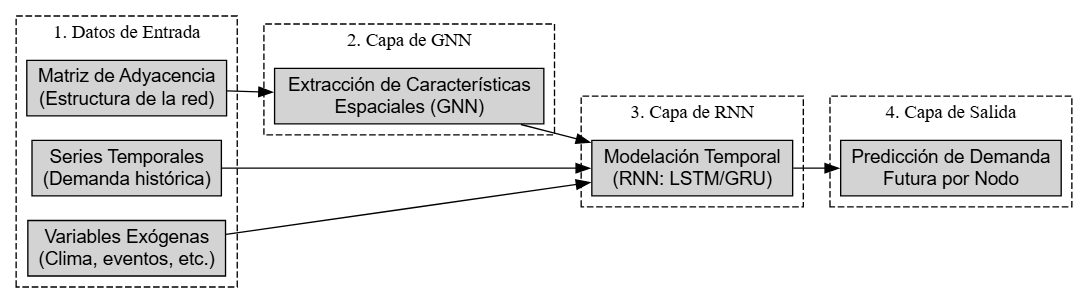 1. Datos de Entrada
Matriz de Adyacencia
(Estructura de la red)
Series Temporales
(Demanda histórica)
Variables Exógenas
(Clima, eventos, etc.)
2. Capa de GNN
Extracción de Características
Espaciales (GNN)
3. Capa de RNN
Modelación Temporal
(RNN: LSTM/GRU)
4. Capa de Salida
Predicción de Demanda
Futura por Nodo